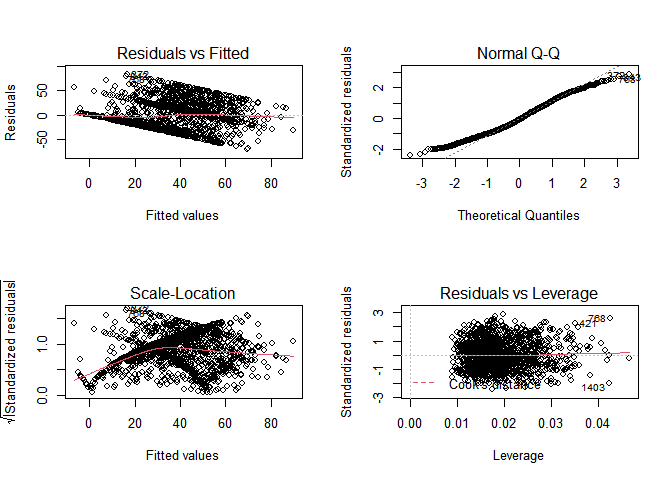 Residuals vs Fitted
Residuals
-50
0
50
0
20
40
60
80
Fitted values
Normal Q-Q
Standardized residuals
-2
0
2
-3
-2
-1
0
1
2
3
Theoretical Quantiles
Scale-Location
√|Standardized residuals|
0.0
1.0
0
20
40
60
80
Fitted values
Residuals vs Leverage
Standardized residuals
-3
-1
1
3
768
421
1403
Cook's distance
0.00
0.01
0.02
0.03
0.04
Leverage